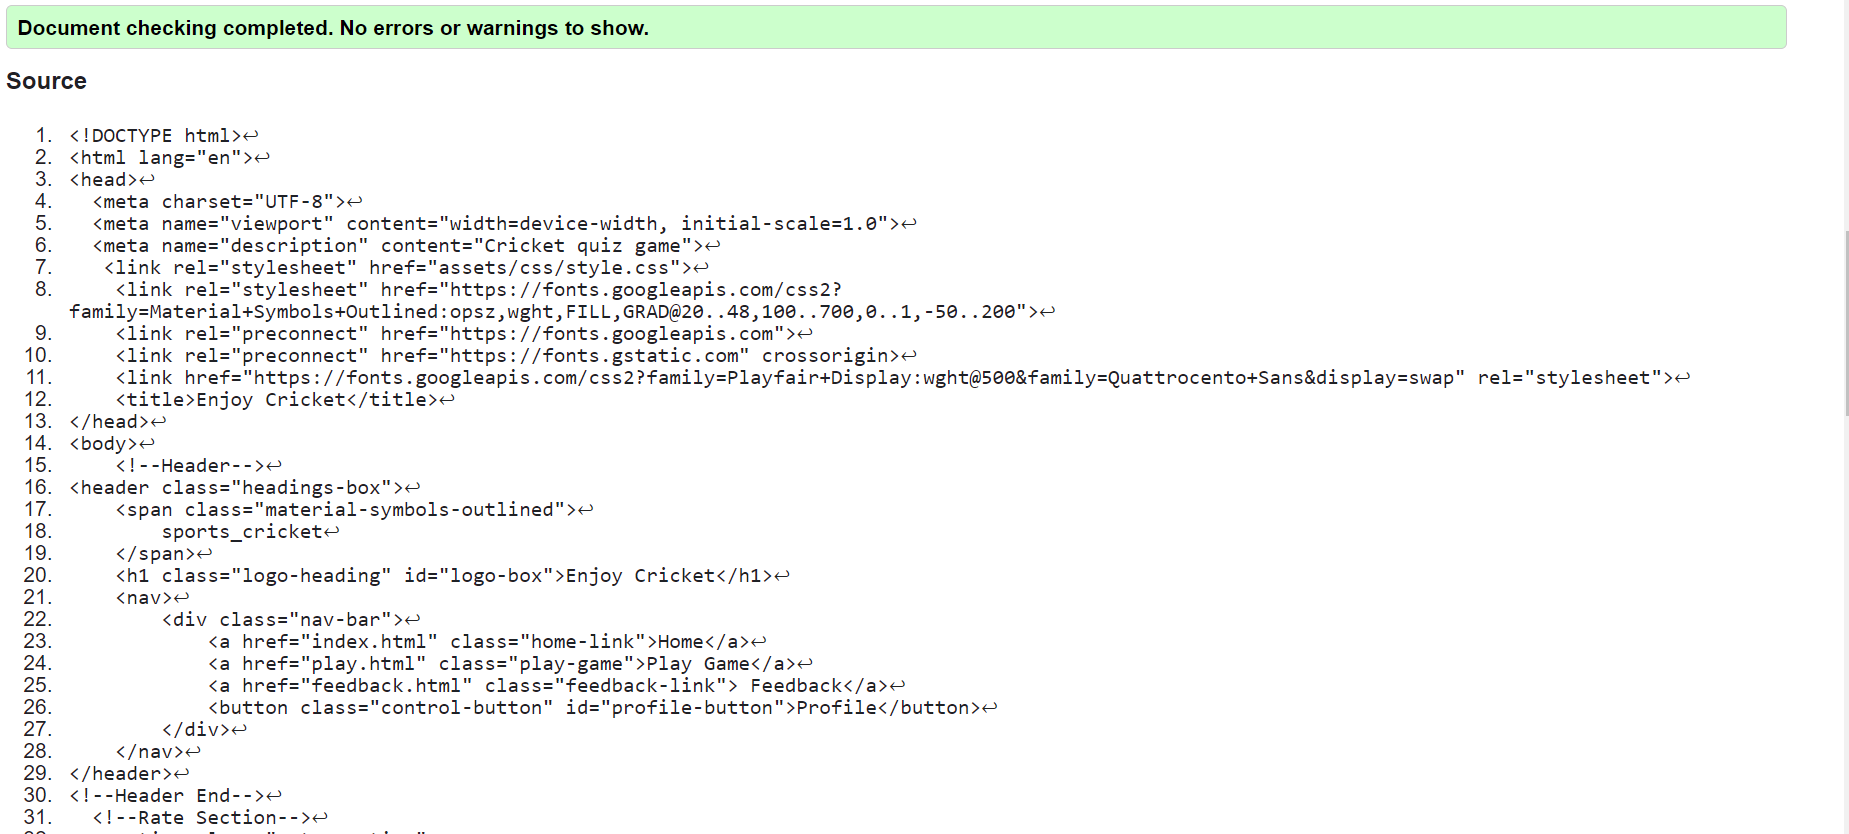 Document checking completed. No errors or warnings to show.
Source
1. <!DOCTYPE html>↩
2. <html lang="en">↩
3. <head>↩
4.   <meta charset="UTF-8">↩
5.   <meta name="viewport" content="width=device-width, initial-scale=1.0">↩
6.   <meta name="description" content="Cricket quiz game">↩
7.    <link rel="stylesheet" href="assets/css/style.css">↩
8.     <link rel="stylesheet" href="https://fonts.googleapis.com/css2?
family=Material+Symbols+Outlined:opsz,wght,FILL,GRAD@20..48,100..700,0..1,-50..200">↩
9.     <link rel="preconnect" href="https://fonts.googleapis.com">↩
10.     <link rel="preconnect" href="https://fonts.gstatic.com" crossorigin>↩
11.     <link href="https://fonts.googleapis.com/css2?family=Playfair+Display:wght@500&family=Quattrocento+Sans&display=swap" rel="stylesheet">↩
12.     <title>Enjoy Cricket</title>↩
13. </head>↩
14. <body>↩
15.     <!--Header-->↩
16. <header class="headings-box">↩
17.     <span class="material-symbols-outlined">↩
18.         sports_cricket↩
19.     </span>↩
20.     <h1 class="logo-heading" id="logo-box">Enjoy Cricket</h1>↩
21.     <nav>↩
22.         <div class="nav-bar">↩
23.             <a href="index.html" class="home-link">Home</a>↩
24.             <a href="play.html" class="play-game">Play Game</a>↩
25.             <a href="feedback.html" class="feedback-link"> Feedback</a>↩
26.             <button class="control-button" id="profile-button">Profile</button>↩
27.         </div>↩
28.     </nav>↩
29. </header>↩
30. <!--Header End-->↩
31.   <!--Rate Section-->↩